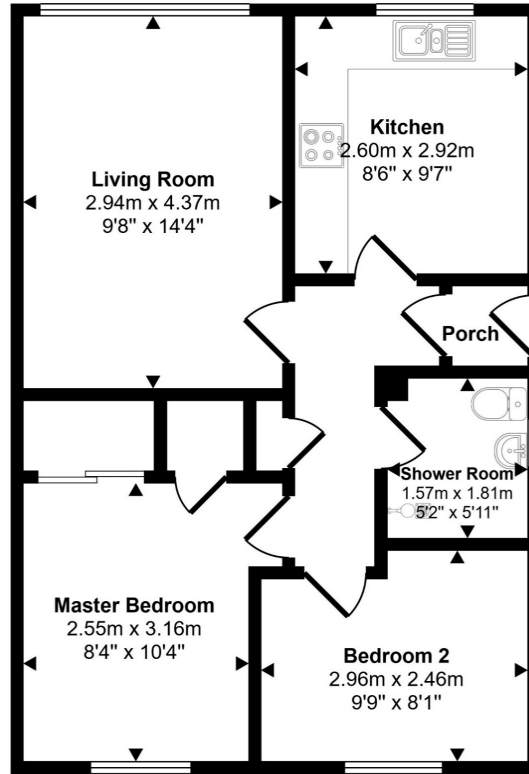 Living Room
2.94m x 4.37m
9'8" x 14'4"
Kitchen
2.60m x 2.92m
8'6" x 9'7"
Porch
Shower Room
1.57m x 1.81m
5'2" x 5'11"
Master Bedroom
2.55m x 3.16m
8'4" x 10'4"
Bedroom 2
2.96m x 2.46m
9'9" x 8'1"